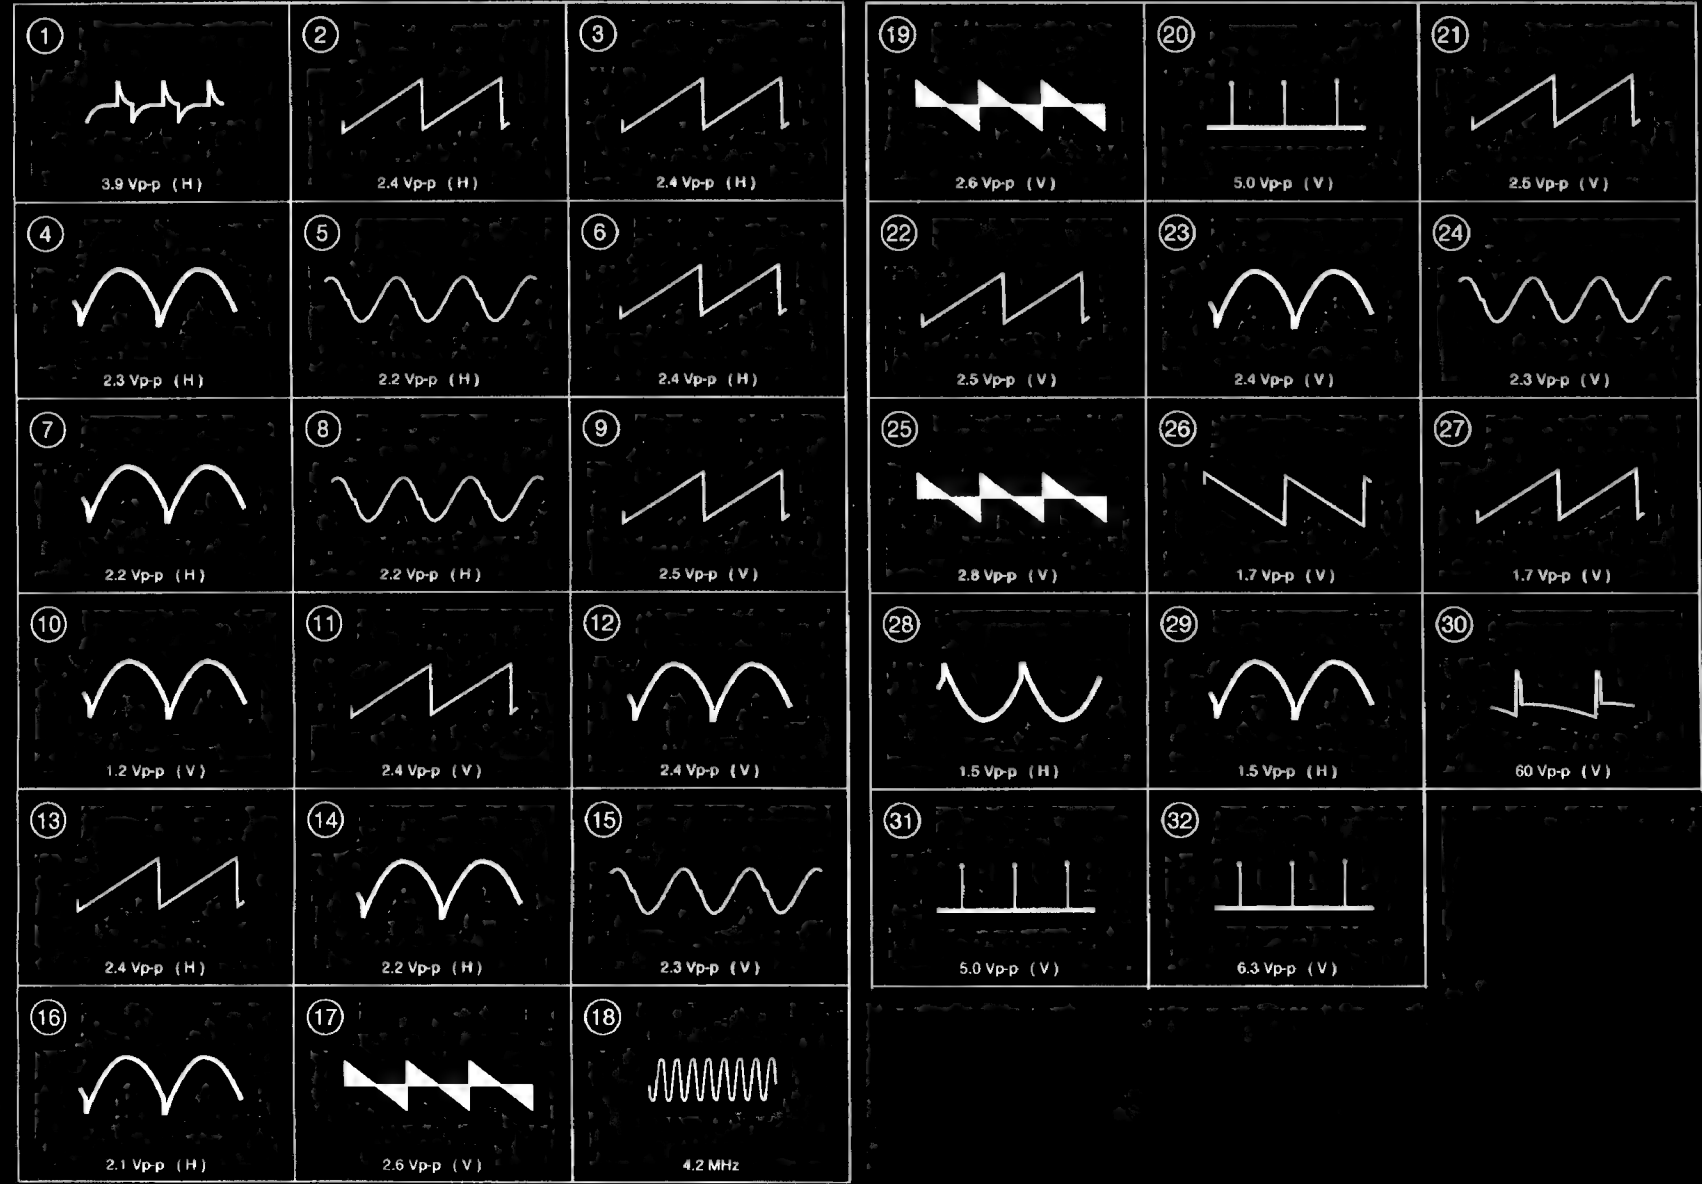 1
3.9 Vp-p (H)
2
2.4 Vp-p (H)
3
2.4 Vp-p (H)
4
2.3 Vp-p (H)
5
2.2 Vp-p (H)
6
2.4 Vp-p (H)
7
2.2 Vp-p (H)
8
2.2 Vp-p (H)
9
2.5 Vp-p (V)
10
1.2 Vp-p (V)
11
2.4 Vp-p (V)
12
2.4 Vp-p (V)
13
2.4 Vp-p (H)
14
2.2 Vp-p (H)
15
2.3 Vp-p (V)
16
2.1 Vp-p (H)
17
2.6 Vp-p (V)
18
4.2 MHz
19
2.6 Vp-p (V)
20
5.0 Vp-p (V)
21
2.5 Vp-p (V)
22
2.5 Vp-p (V)
23
2.4 Vp-p (V)
24
2.3 Vp-p (V)
25
2.8 Vp-p (V)
26
1.7 Vp-p (V)
27
1.7 Vp-p (V)
28
1.5 Vp-p (H)
29
1.5 Vp-p (H)
30
60 Vp-p (V)
31
5.0 Vp-p (V)
32
6.3 Vp-p (V)